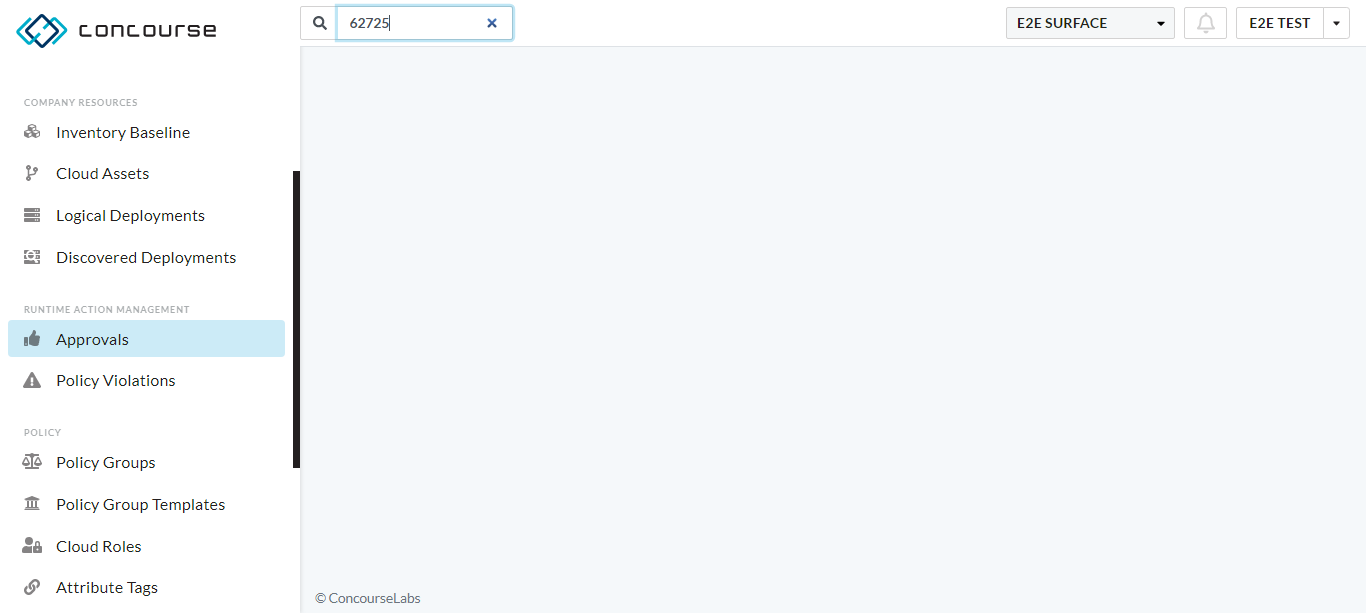 concourse
62725
E2E SURFACE
E2E TEST
COMPANY RESOURCES
Inventory Baseline
Cloud Assets
Logical Deployments
Discovered Deployments
RUNTIME ACTION MANAGEMENT
Approvals
Policy Violations
POLICY
Policy Groups
Policy Group Templates
Cloud Roles
Attribute Tags
© ConcourseLabs